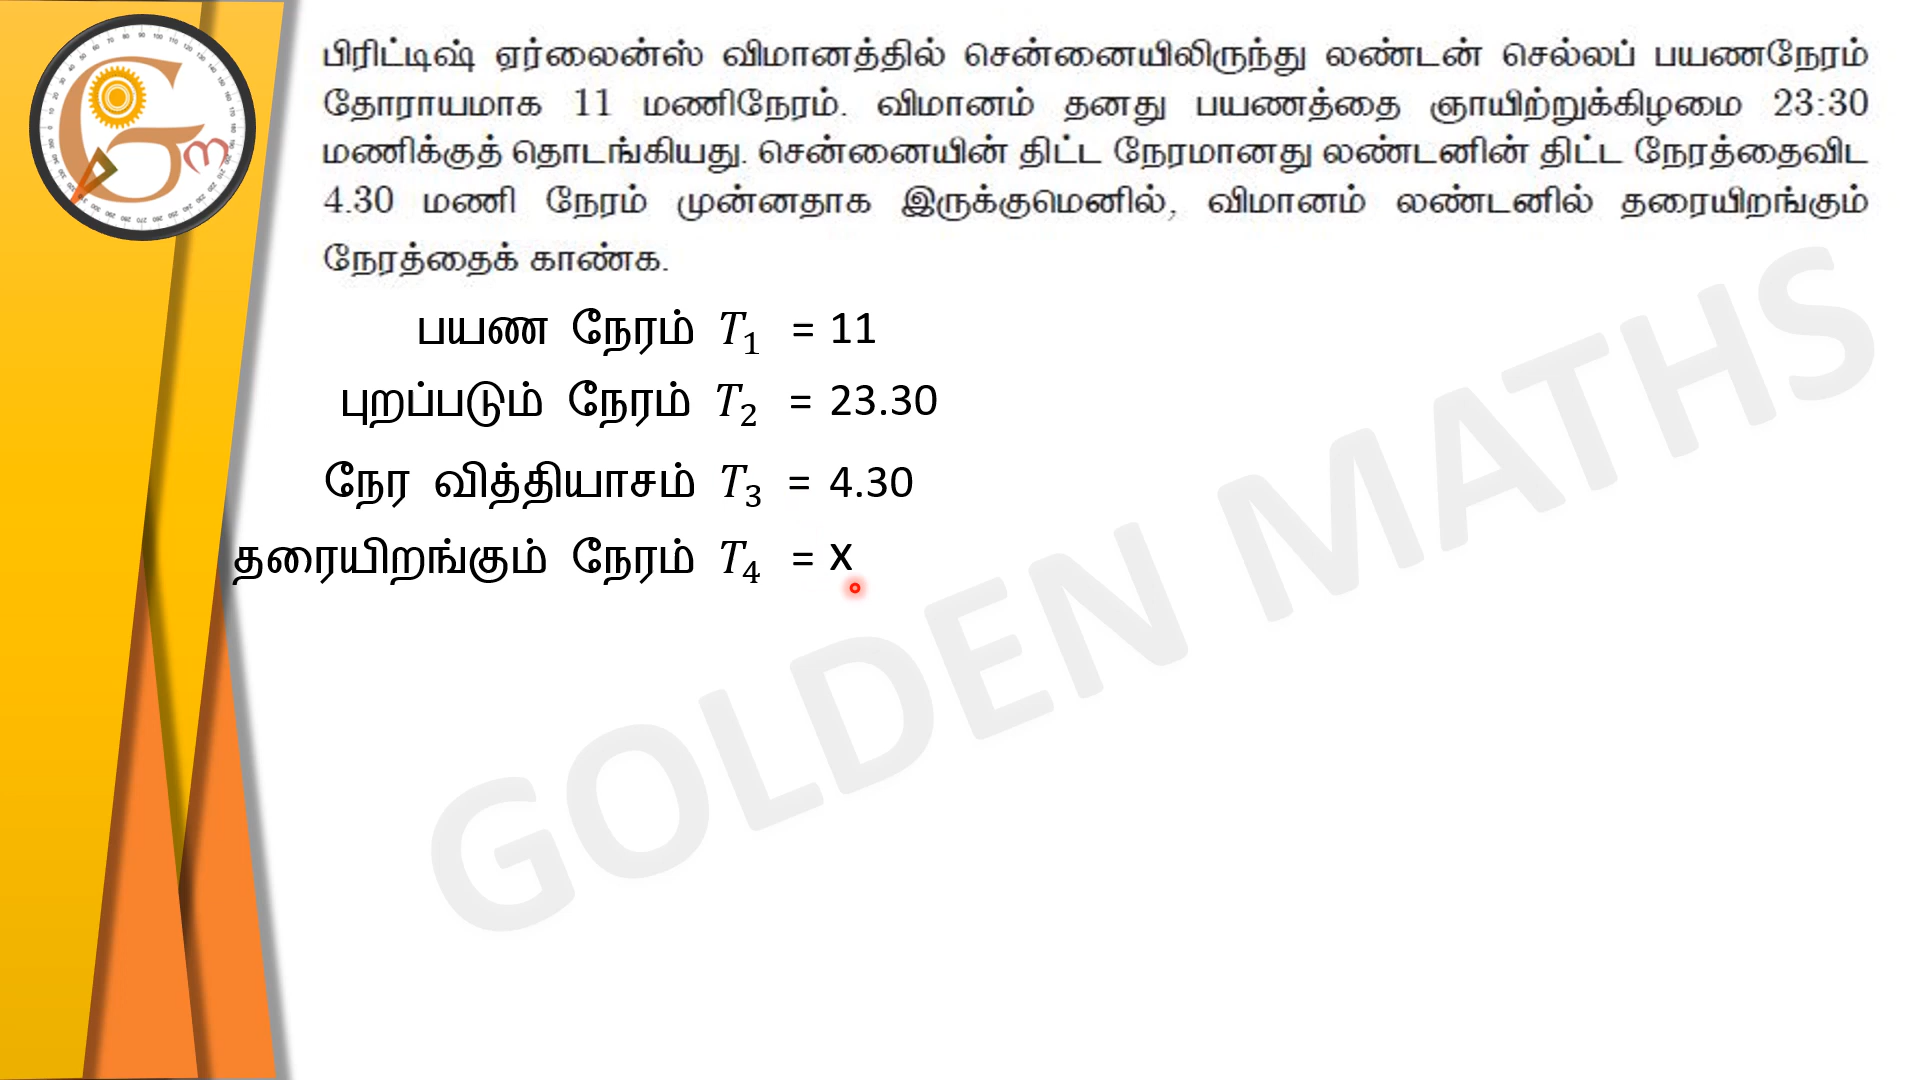 பிரிட்டிஷ் ஏர்லைன்ஸ் விமானத்தில் சென்னையிலிருந்து லண்டன் செல்லப் பயணநேரம்
தோராயமாக 11 மணிநேரம். விமானம் தனது பயணத்தை ஞாயிற்றுக்கிழமை 23:30
மணிக்குத் தொடங்கியது. சென்னையின் திட்ட நேரமானது லண்டனின் திட்ட நேரத்தைவிட
4.30 மணி நேரம் முன்னதாக இருக்குமெனில், விமானம் லண்டனில் தரையிறங்கும்
நேரத்தைக் காண்க.
பயண நேரம் T₁ = 11
புறப்படும் நேரம் T₂ = 23.30
நேர வித்தியாசம் T₃ = 4.30
தரையிறங்கும் நேரம் T₄ = x
GOLDEN MATHS